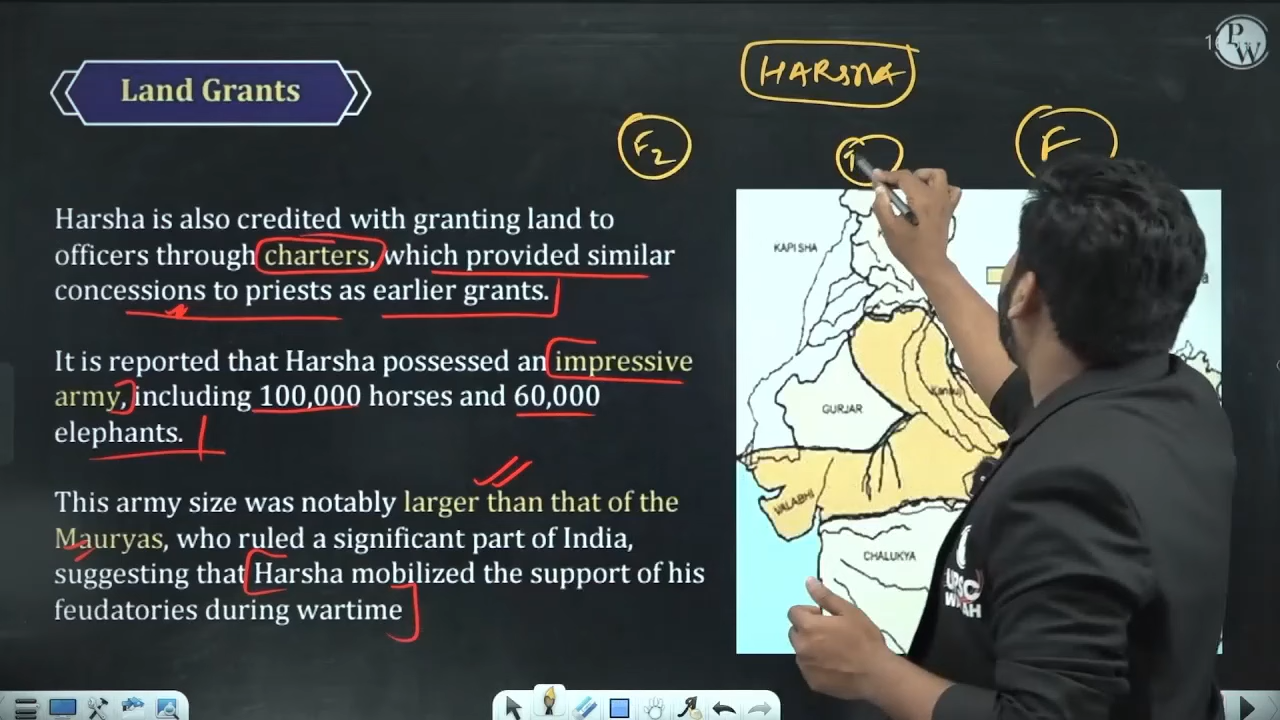 HARSHA
PW
Land Grants
F2
F
KAPISHA
Harsha is also credited with granting land to
officers through charters, which provided similar
concessions to priests as earlier grants.
It is reported that Harsha possessed an impressive
army, including 100,000 horses and 60,000
elephants.
Kannauj
GURJAR
This army size was notably larger than that of the
Mauryas, who ruled a significant part of India,
suggesting that Harsha mobilized the support of his
feudatories during wartime
VALABHI
CHALUKYA
UPSC